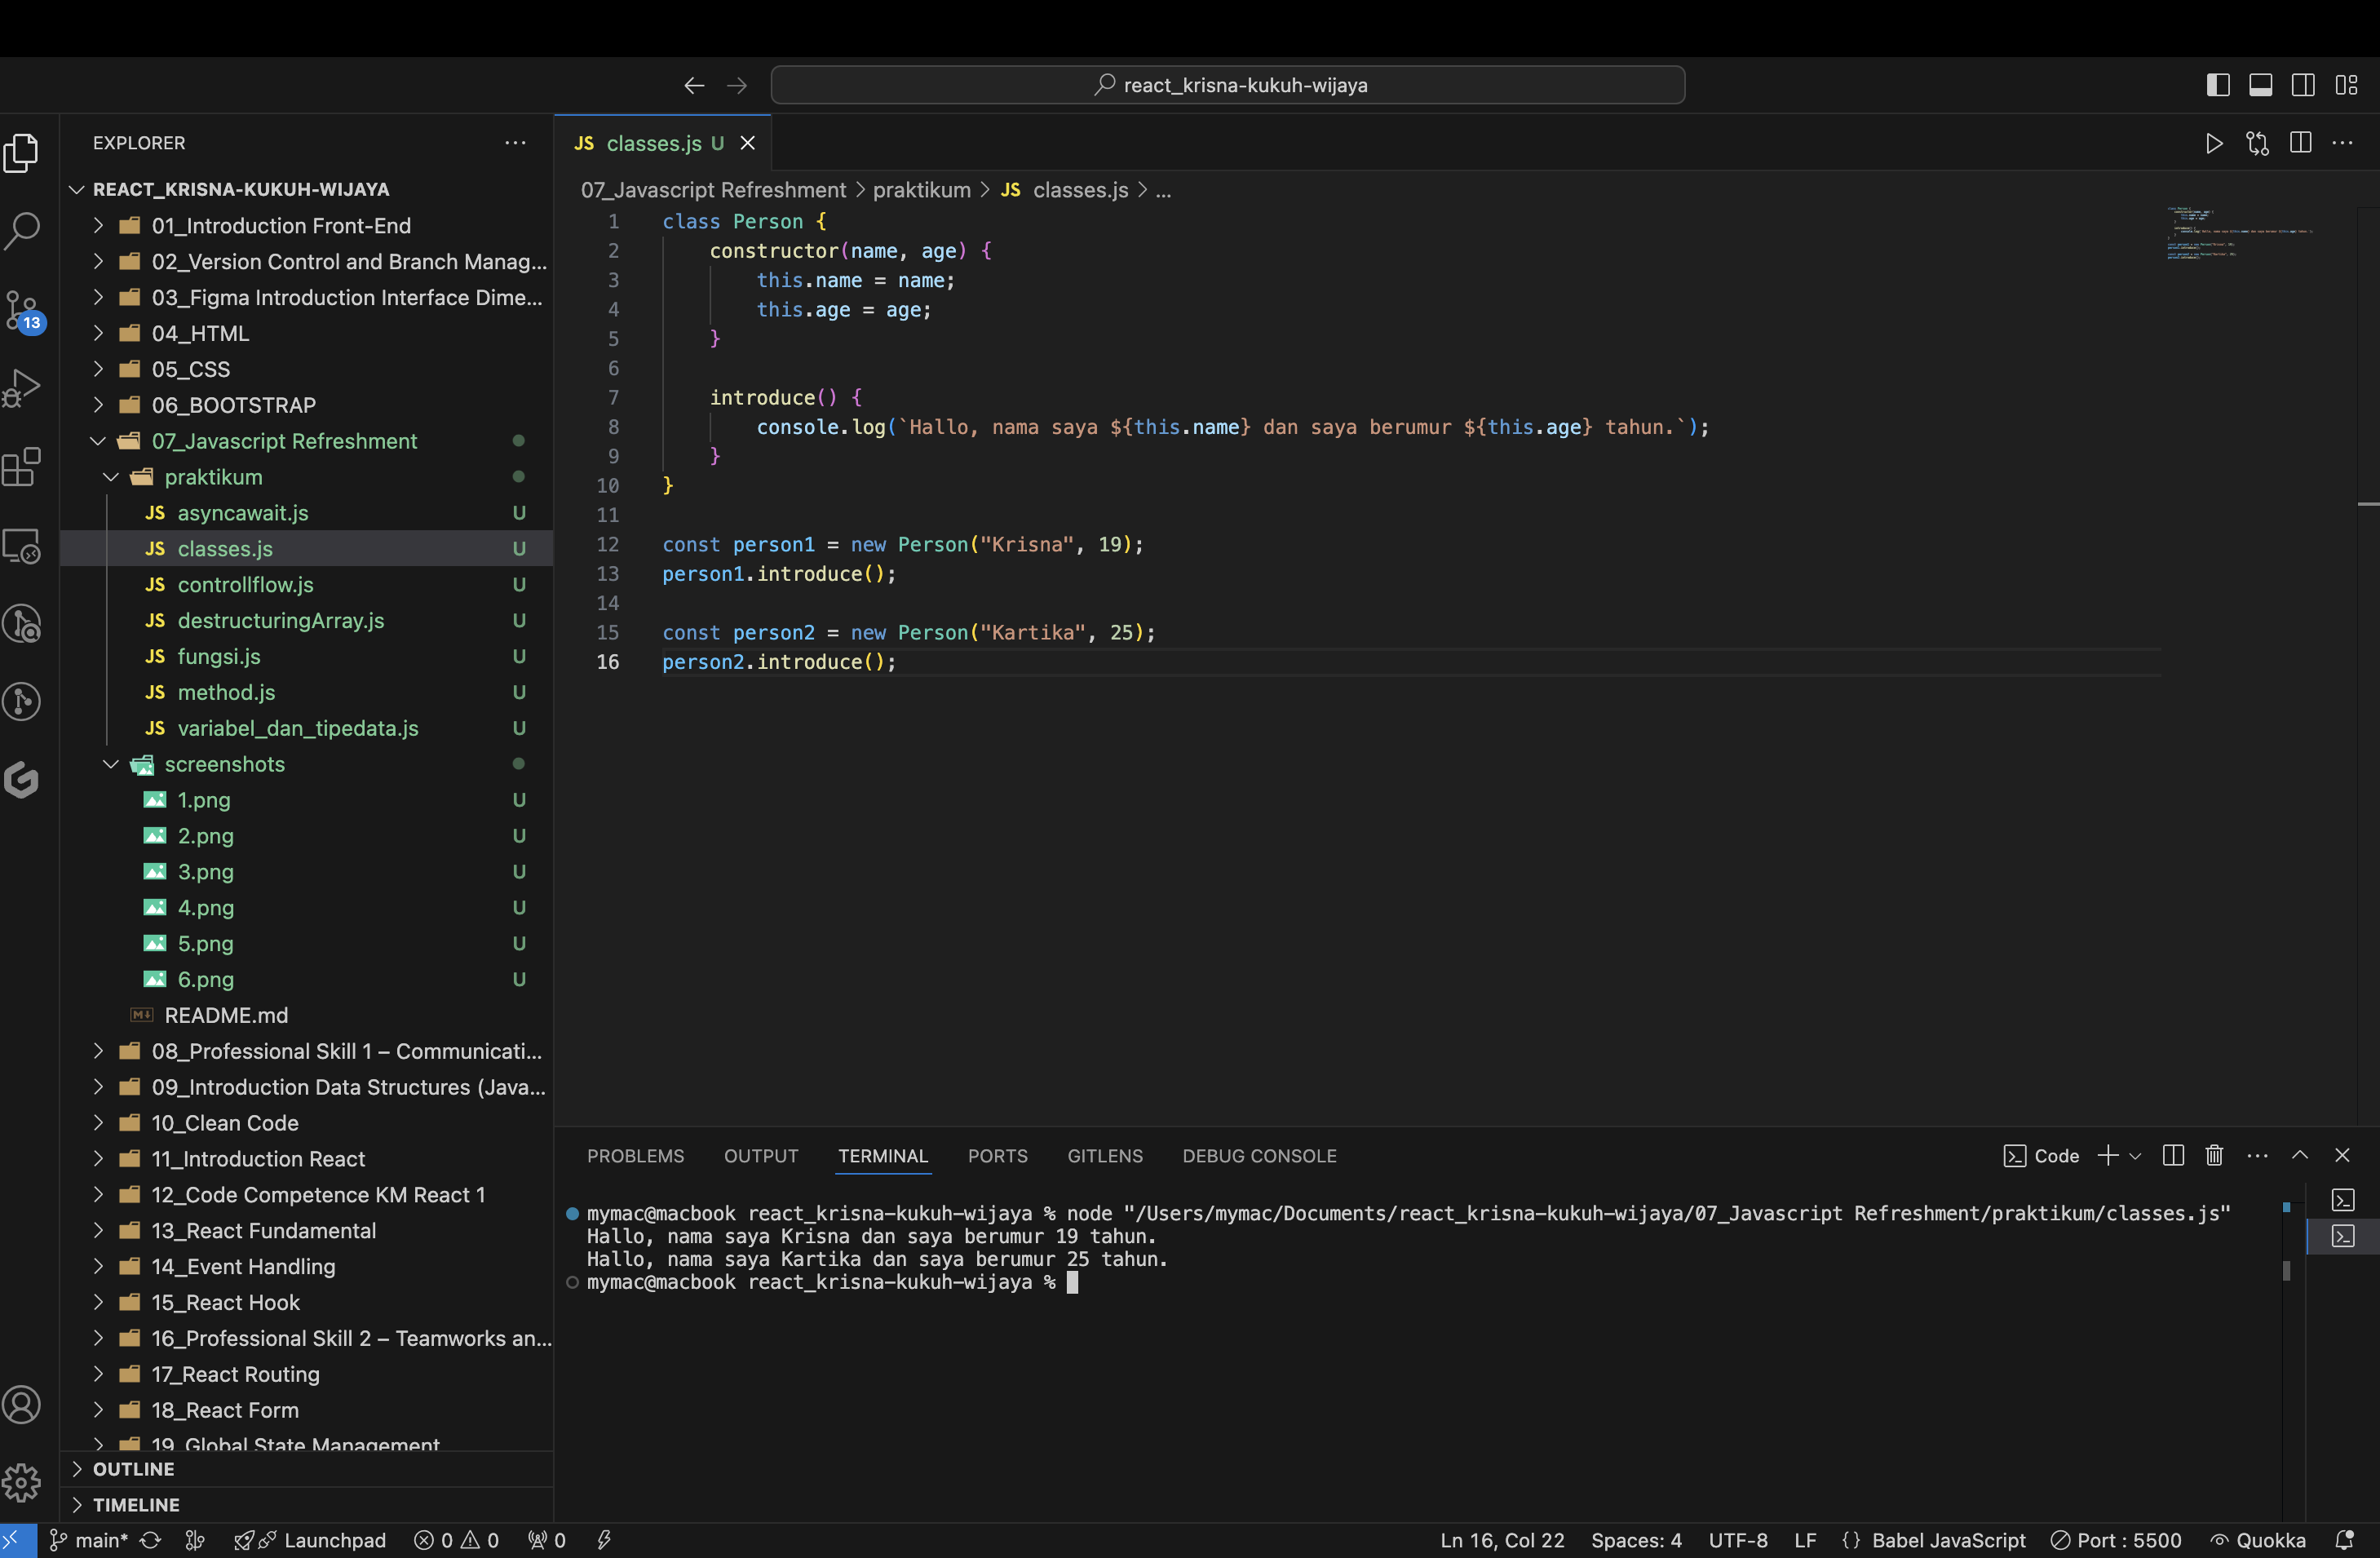 react_krisna-kukuh-wijaya
EXPLORER
REACT_KRISNA-KUKUH-WIJAYA
01_Introduction Front-End
02_Version Control and Branch Manag...
03_Figma Introduction Interface Dime...
04_HTML
05_CSS
06_BOOTSTRAP
07_Javascript Refreshment
praktikum
JS asyncawait.js U
JS classes.js U
JS controllflow.js U
JS destructuringArray.js U
JS fungsi.js U
JS method.js U
JS variabel_dan_tipedata.js U
screenshots
1.png U
2.png U
3.png U
4.png U
5.png U
6.png U
README.md
08_Professional Skill 1 – Communicati...
09_Introduction Data Structures (Java...
10_Clean Code
11_Introduction React
12_Code Competence KM React 1
13_React Fundamental
14_Event Handling
15_React Hook
16_Professional Skill 2 – Teamworks an...
17_React Routing
18_React Form
19_Global State Management
OUTLINE
TIMELINE
13
JS classes.js U
07_Javascript Refreshment > praktikum > JS classes.js > ...
1 class Person {
2 constructor(name, age) {
3 this.name = name;
4 this.age = age;
5 }
6
7 introduce() {
8 console.log(`Hallo, nama saya ${this.name} dan saya berumur ${this.age} tahun.`);
9 }
10 }
11
12 const person1 = new Person("Krisna", 19);
13 person1.introduce();
14
15 const person2 = new Person("Kartika", 25);
16 person2.introduce();
PROBLEMS OUTPUT TERMINAL PORTS GITLENS DEBUG CONSOLE
Code
mymac@macbook react_krisna-kukuh-wijaya % node "/Users/mymac/Documents/react_krisna-kukuh-wijaya/07_Javascript Refreshment/praktikum/classes.js"
Hallo, nama saya Krisna dan saya berumur 19 tahun.
Hallo, nama saya Kartika dan saya berumur 25 tahun.
mymac@macbook react_krisna-kukuh-wijaya %
main* Launchpad 0 0 0 Ln 16, Col 22 Spaces: 4 UTF-8 LF {} Babel JavaScript Port : 5500 Quokka